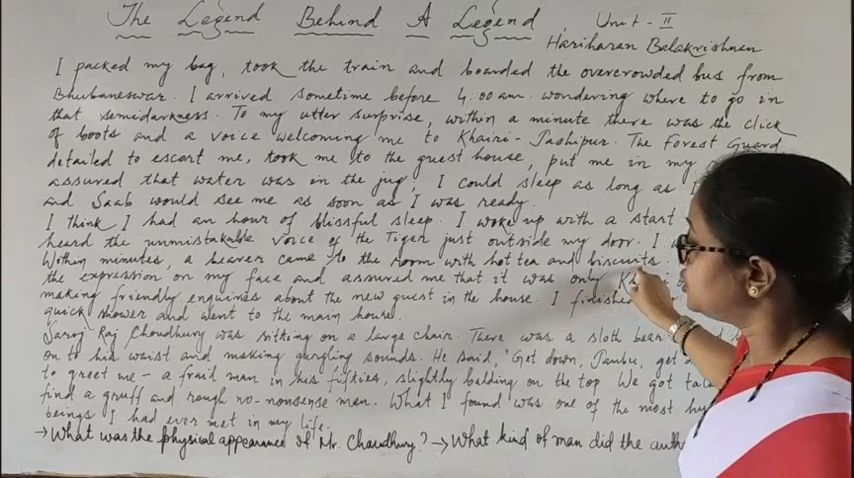 The Legend Behind A Legend Unit - II
Hariharan Balakrishnan
I packed my bag, took the train and boarded the overcrowded bus from
Bhubaneswar. I arrived sometime before 4:00 am. wondering where to go in
that semidarkness. To my utter surprise, within a minute there was the click
of boots and a voice welcoming me to Khairi - Jashipur. The Forest Guard
detailed to escort me, took me to the guest house, put me in my
assured that water was in the jug, I could sleep as long as I
and Saab would see me as soon as I was ready.
I think I had an hour of blissful sleep. I woke up with a start
heard the unmistakable voice of the Tiger just outside my door. I
Within minutes, a bearer came to the room with hot tea and biscuits.
the expression on my face and assured me that it was only
making friendly enquiries about the new guest in the house. I finished
quick shower and went to the main house.
Saroj Raj Choudhury was sitting on a large chair. There was a sloth bear
on to his waist and making gurgling sounds. He said, 'Get down, Jambu, get
to greet me - a frail man in his fifties, slightly balding on the top. We got
find a gruff and rough no-nonsense man. What I found was one of the most
beings I had ever met in my life.
→What was the physical appearance of Mr. Chaudhury? →What kind of man did the